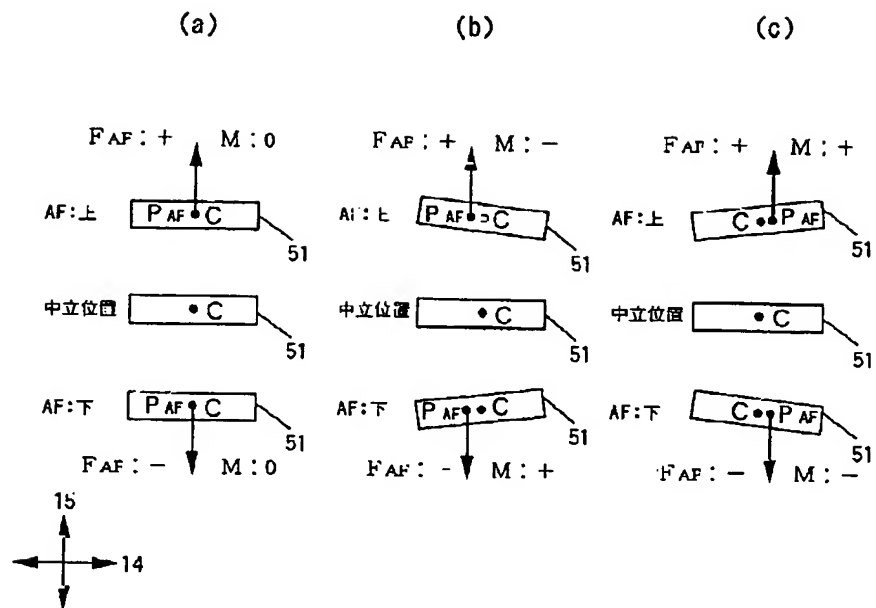 (a) (b) (c)
FAF: + M: 0 FAF: + M: - FAF: + M: +
AF:上 PAF C 51 AF:上 PAF C 51 AF:上 C PAF 51
中立位置 C 51 中立位置 C 51 中立位置 C 51
AF:下 PAF C 51 AF:下 PAF C 51 AF:下 C PAF 51
FAF: - M: 0 FAF: - M: + FAF: - M: -
15
14